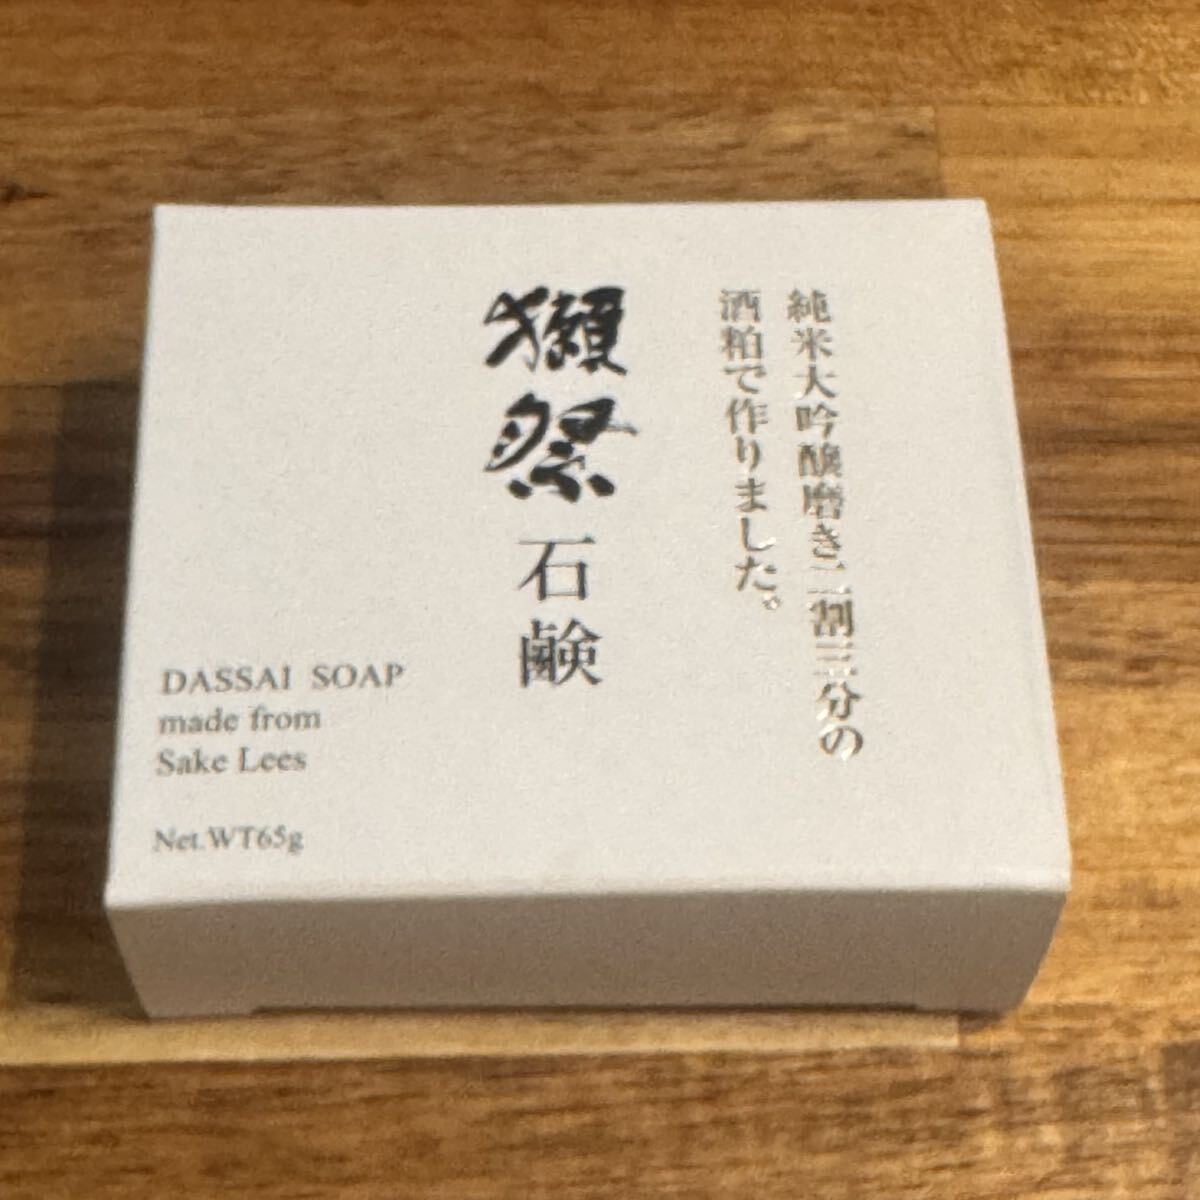 純米大吟醸磨き二割三分の
酒粕で作りました。
獺祭
石鹸
DASSAI SOAP
made from
Sake Lees
Net.WT65g